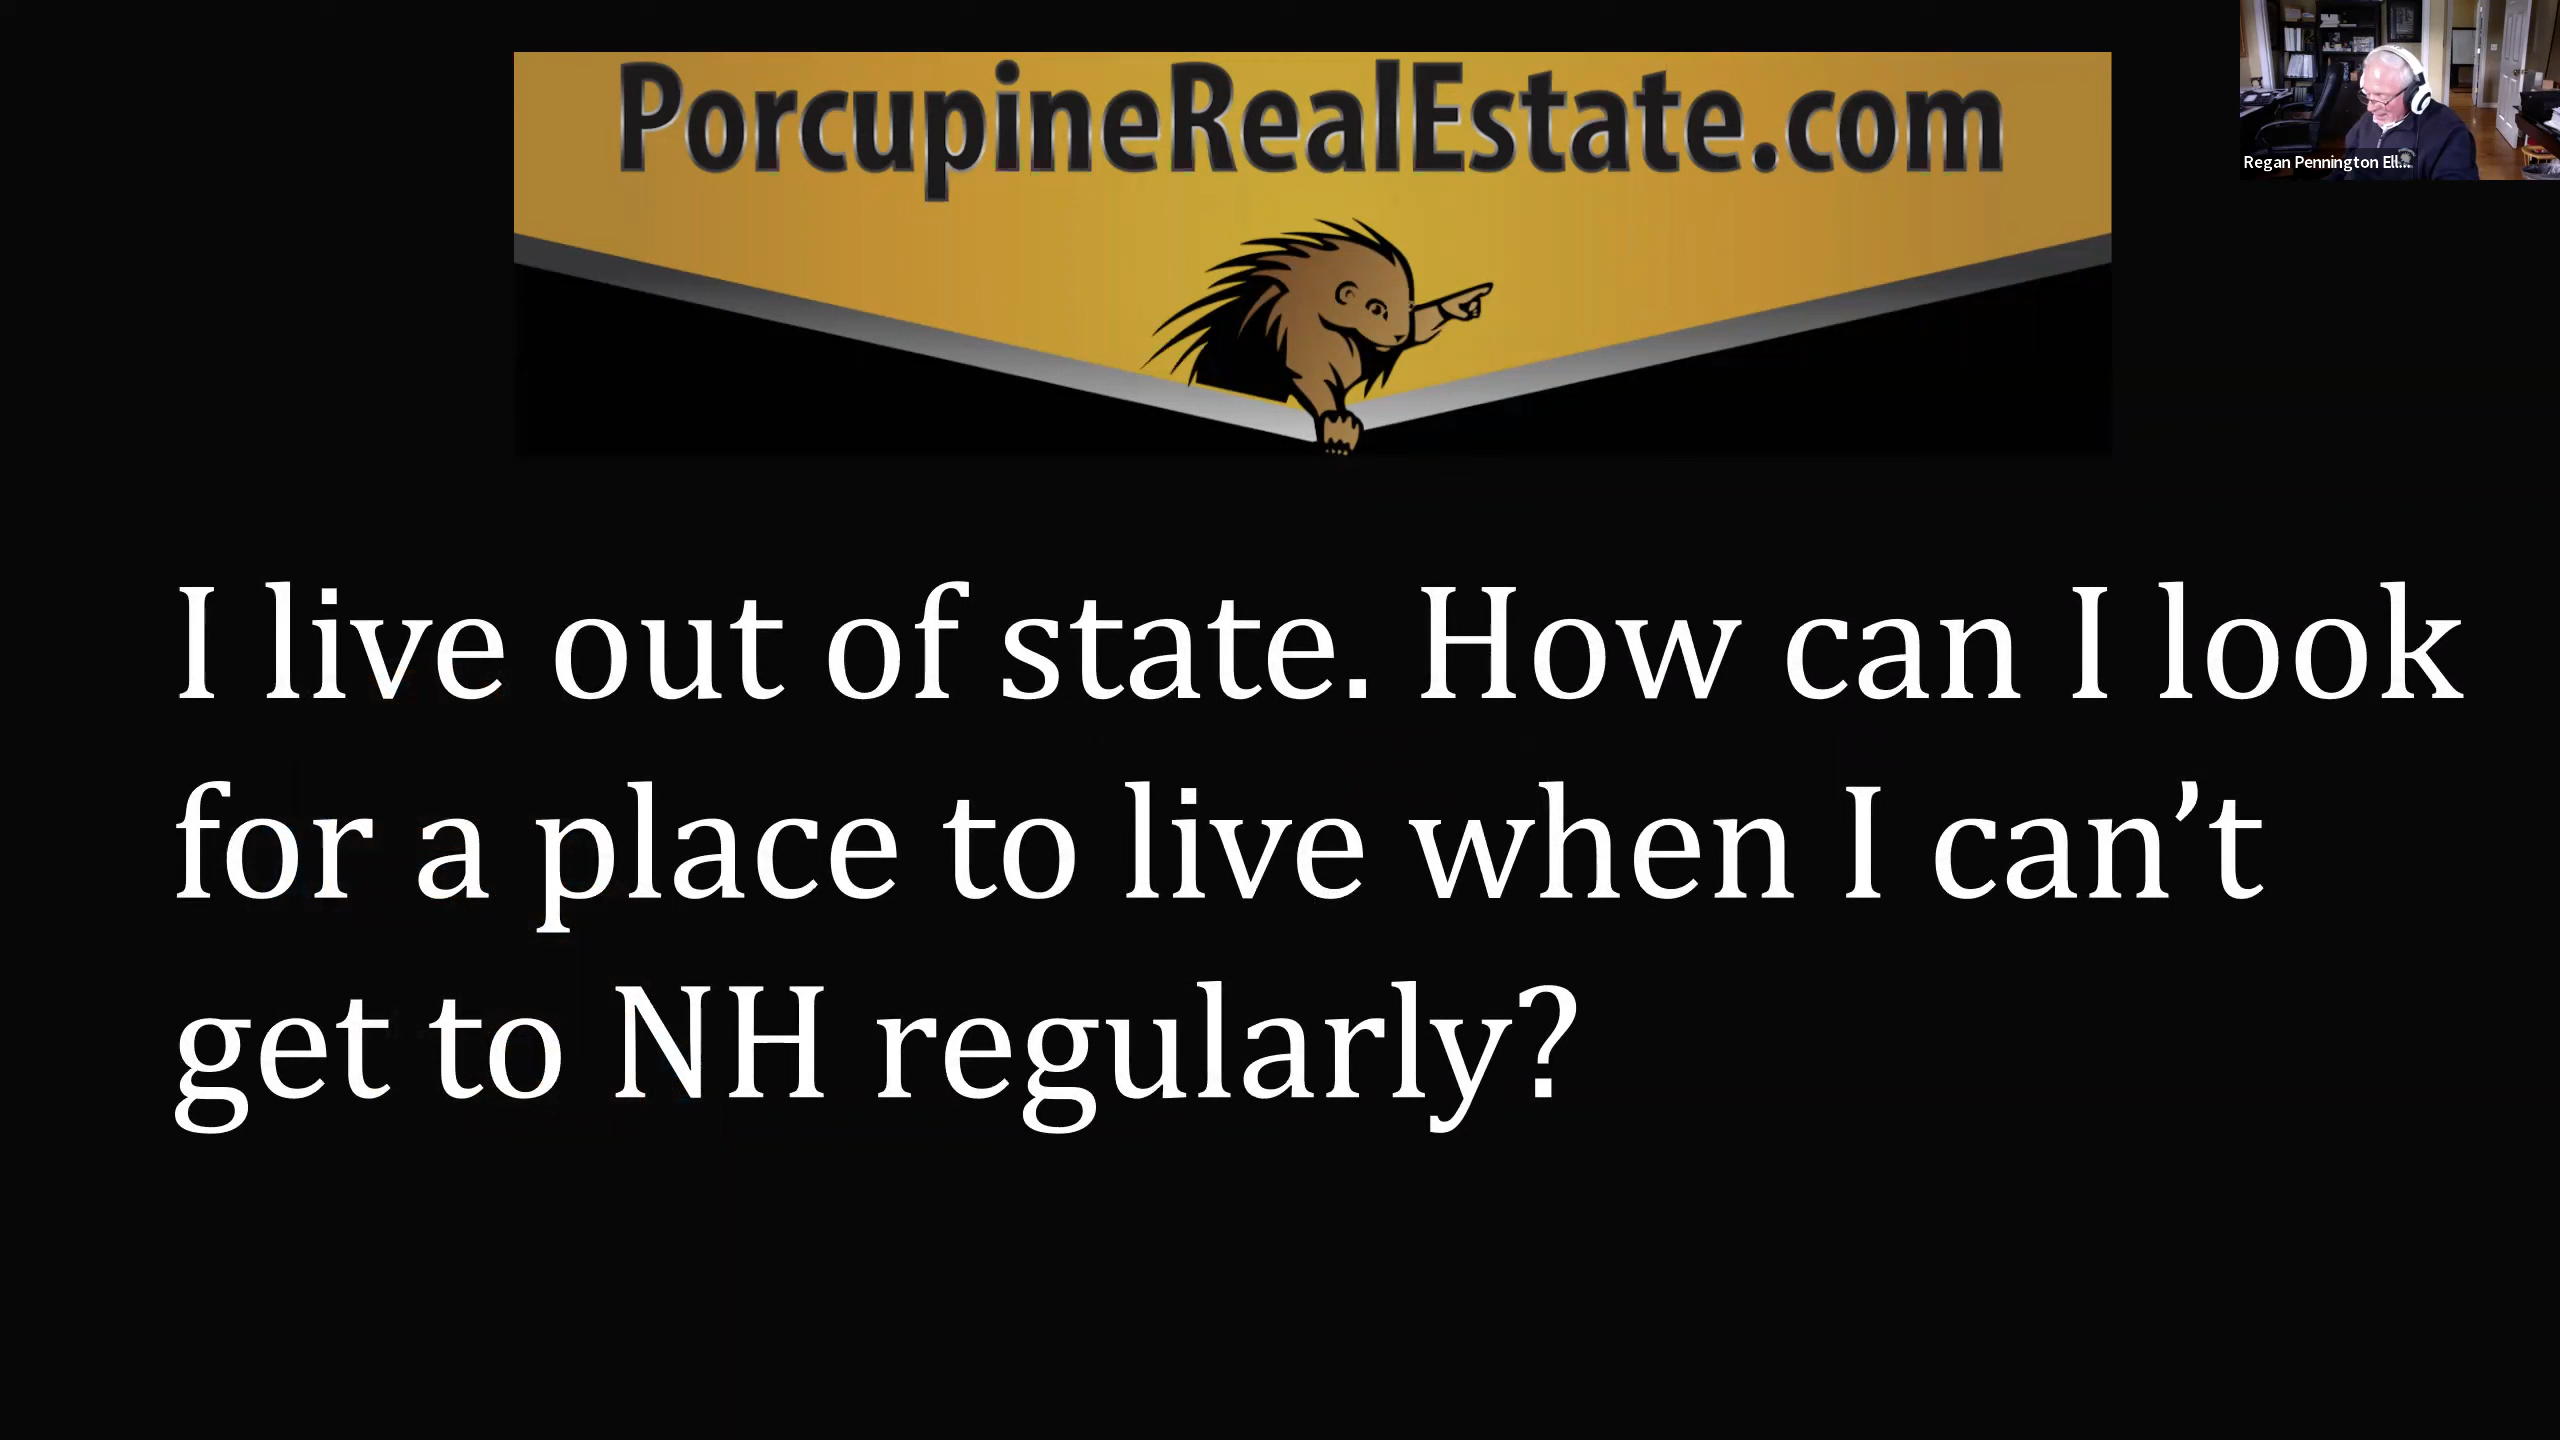 PorcupineRealEstate.com
Regan Pennington Ell...
I live out of state. How can I look
for a place to live when I can’t
get to NH regularly?